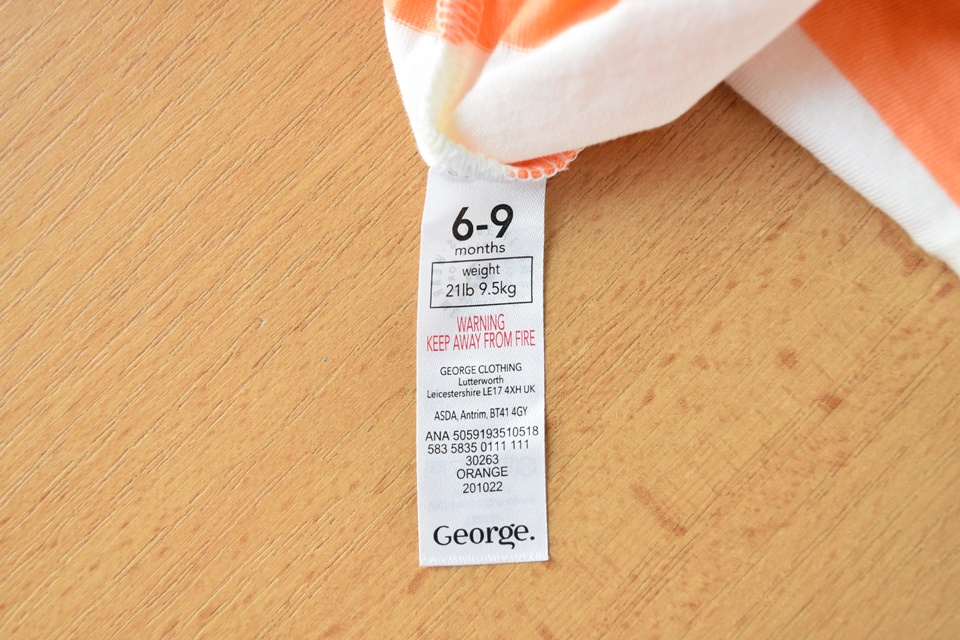 6-9
months
weight
21lb 9.5kg
WARNING
KEEP AWAY FROM FIRE
GEORGE CLOTHING
Lutterworth
Leicestershire LE17 4XH UK
ASDA, Antrim, BT41 4GY
ANA 5059193510518
583 5835 0111 111
30263
ORANGE
201022
George.